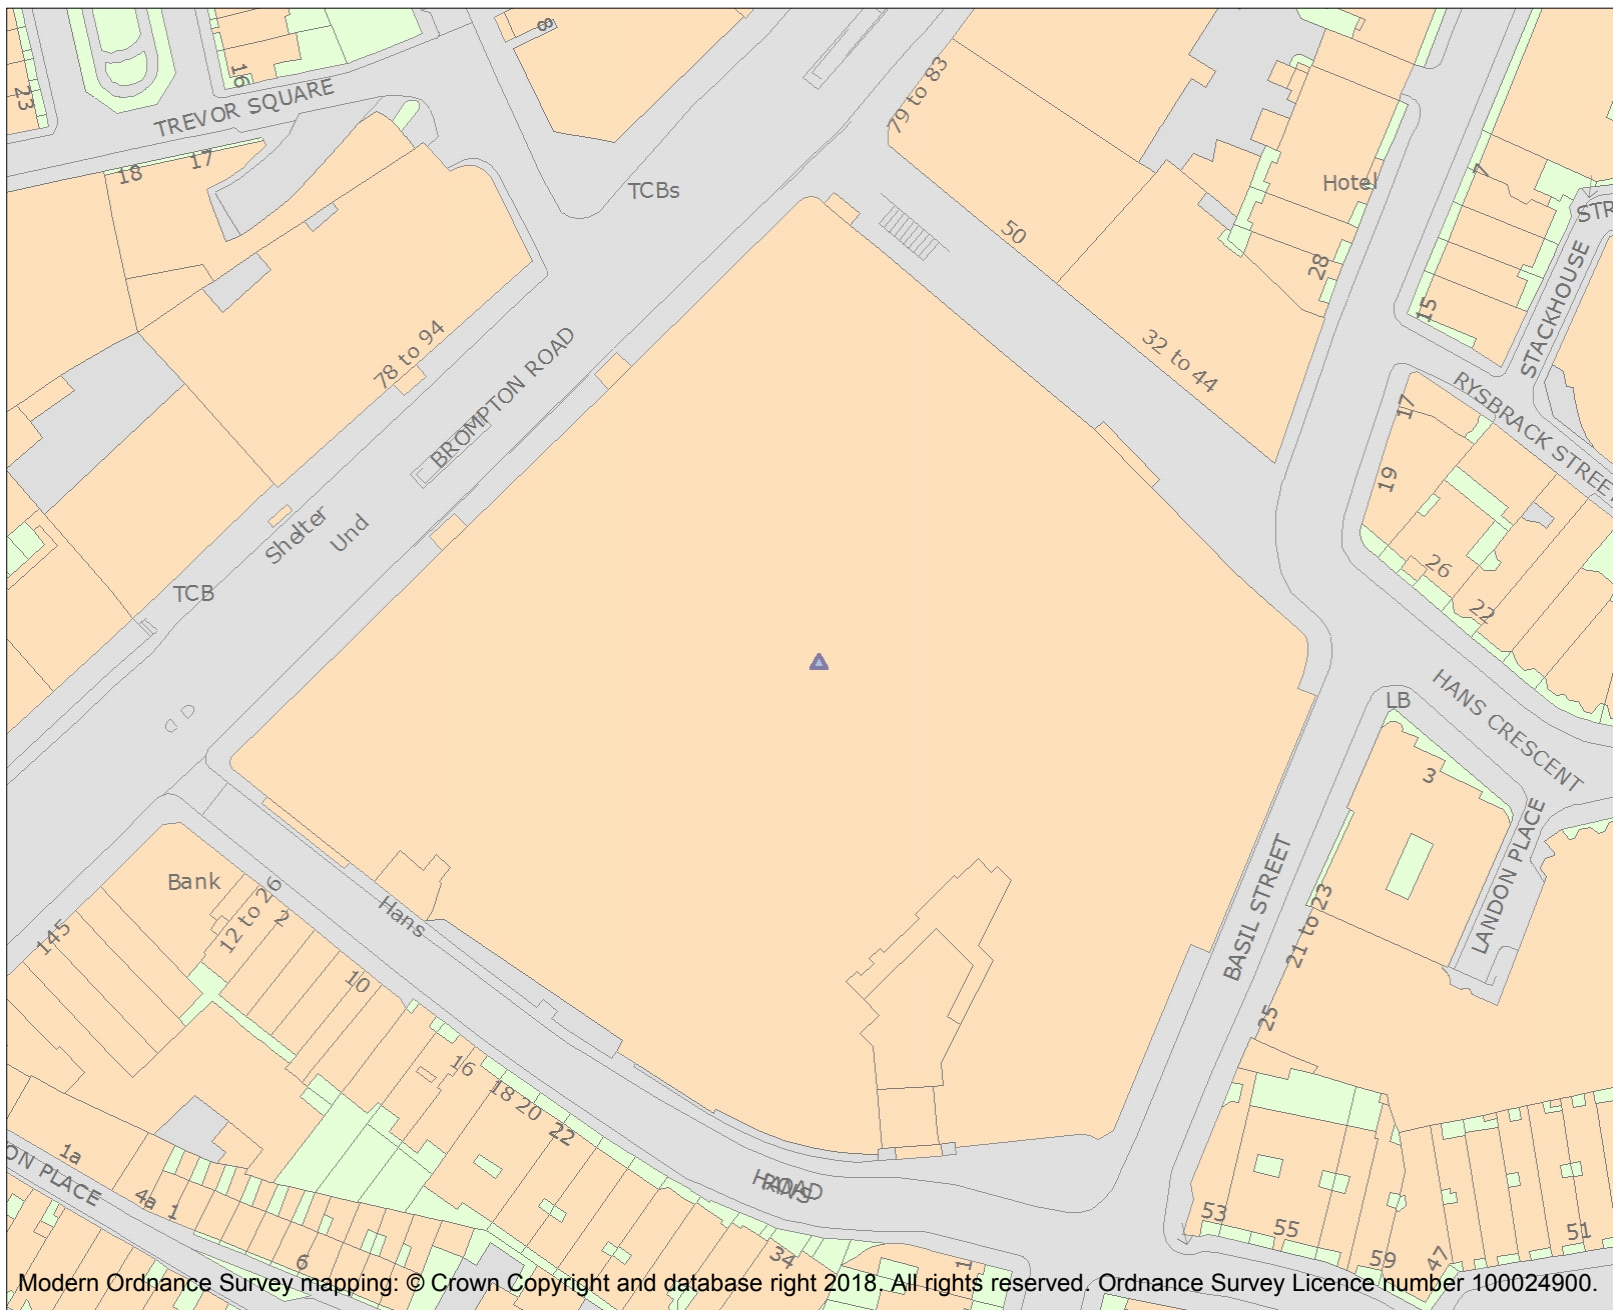 8
16
23
TREVOR SQUARE
18
17
79 to 83
TCBs
50
Hotel
28
7
STR
STACKHOUSE
15
78 to 94
BROMPTON ROAD
32 to 44
RYSBRACK STREET
17
19
Shelter
Und
TCB
26
22
HANS CRESCENT
LB
3
LANDON PLACE
BASIL STREET
21 to 23
25
Bank
12 to 26
2
Hans
145
10
16
18
20
22
HANS
ROAD
1a
ON PLACE
4a
1
6
34
1
53
55
59
47
51
Modern Ordnance Survey mapping: © Crown Copyright and database right 2018. All rights reserved. Ordnance Survey Licence number 100024900.